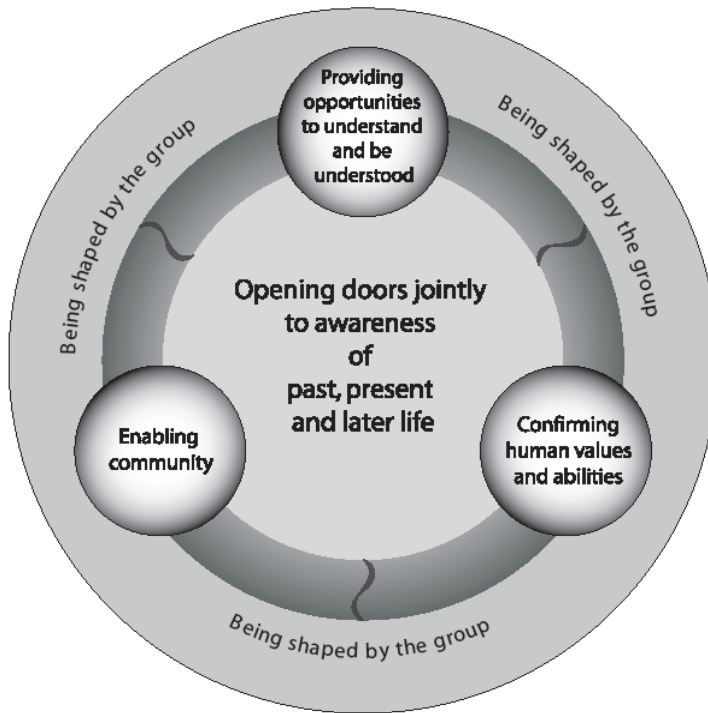 Providing
opportunities
to understand
and be
understood
Being shaped by the group
Being shaped by the group
Opening doors jointly
to awareness
of
past, present
and later life
Enabling
community
Confirming
human values
and abilities
Being shaped by the group